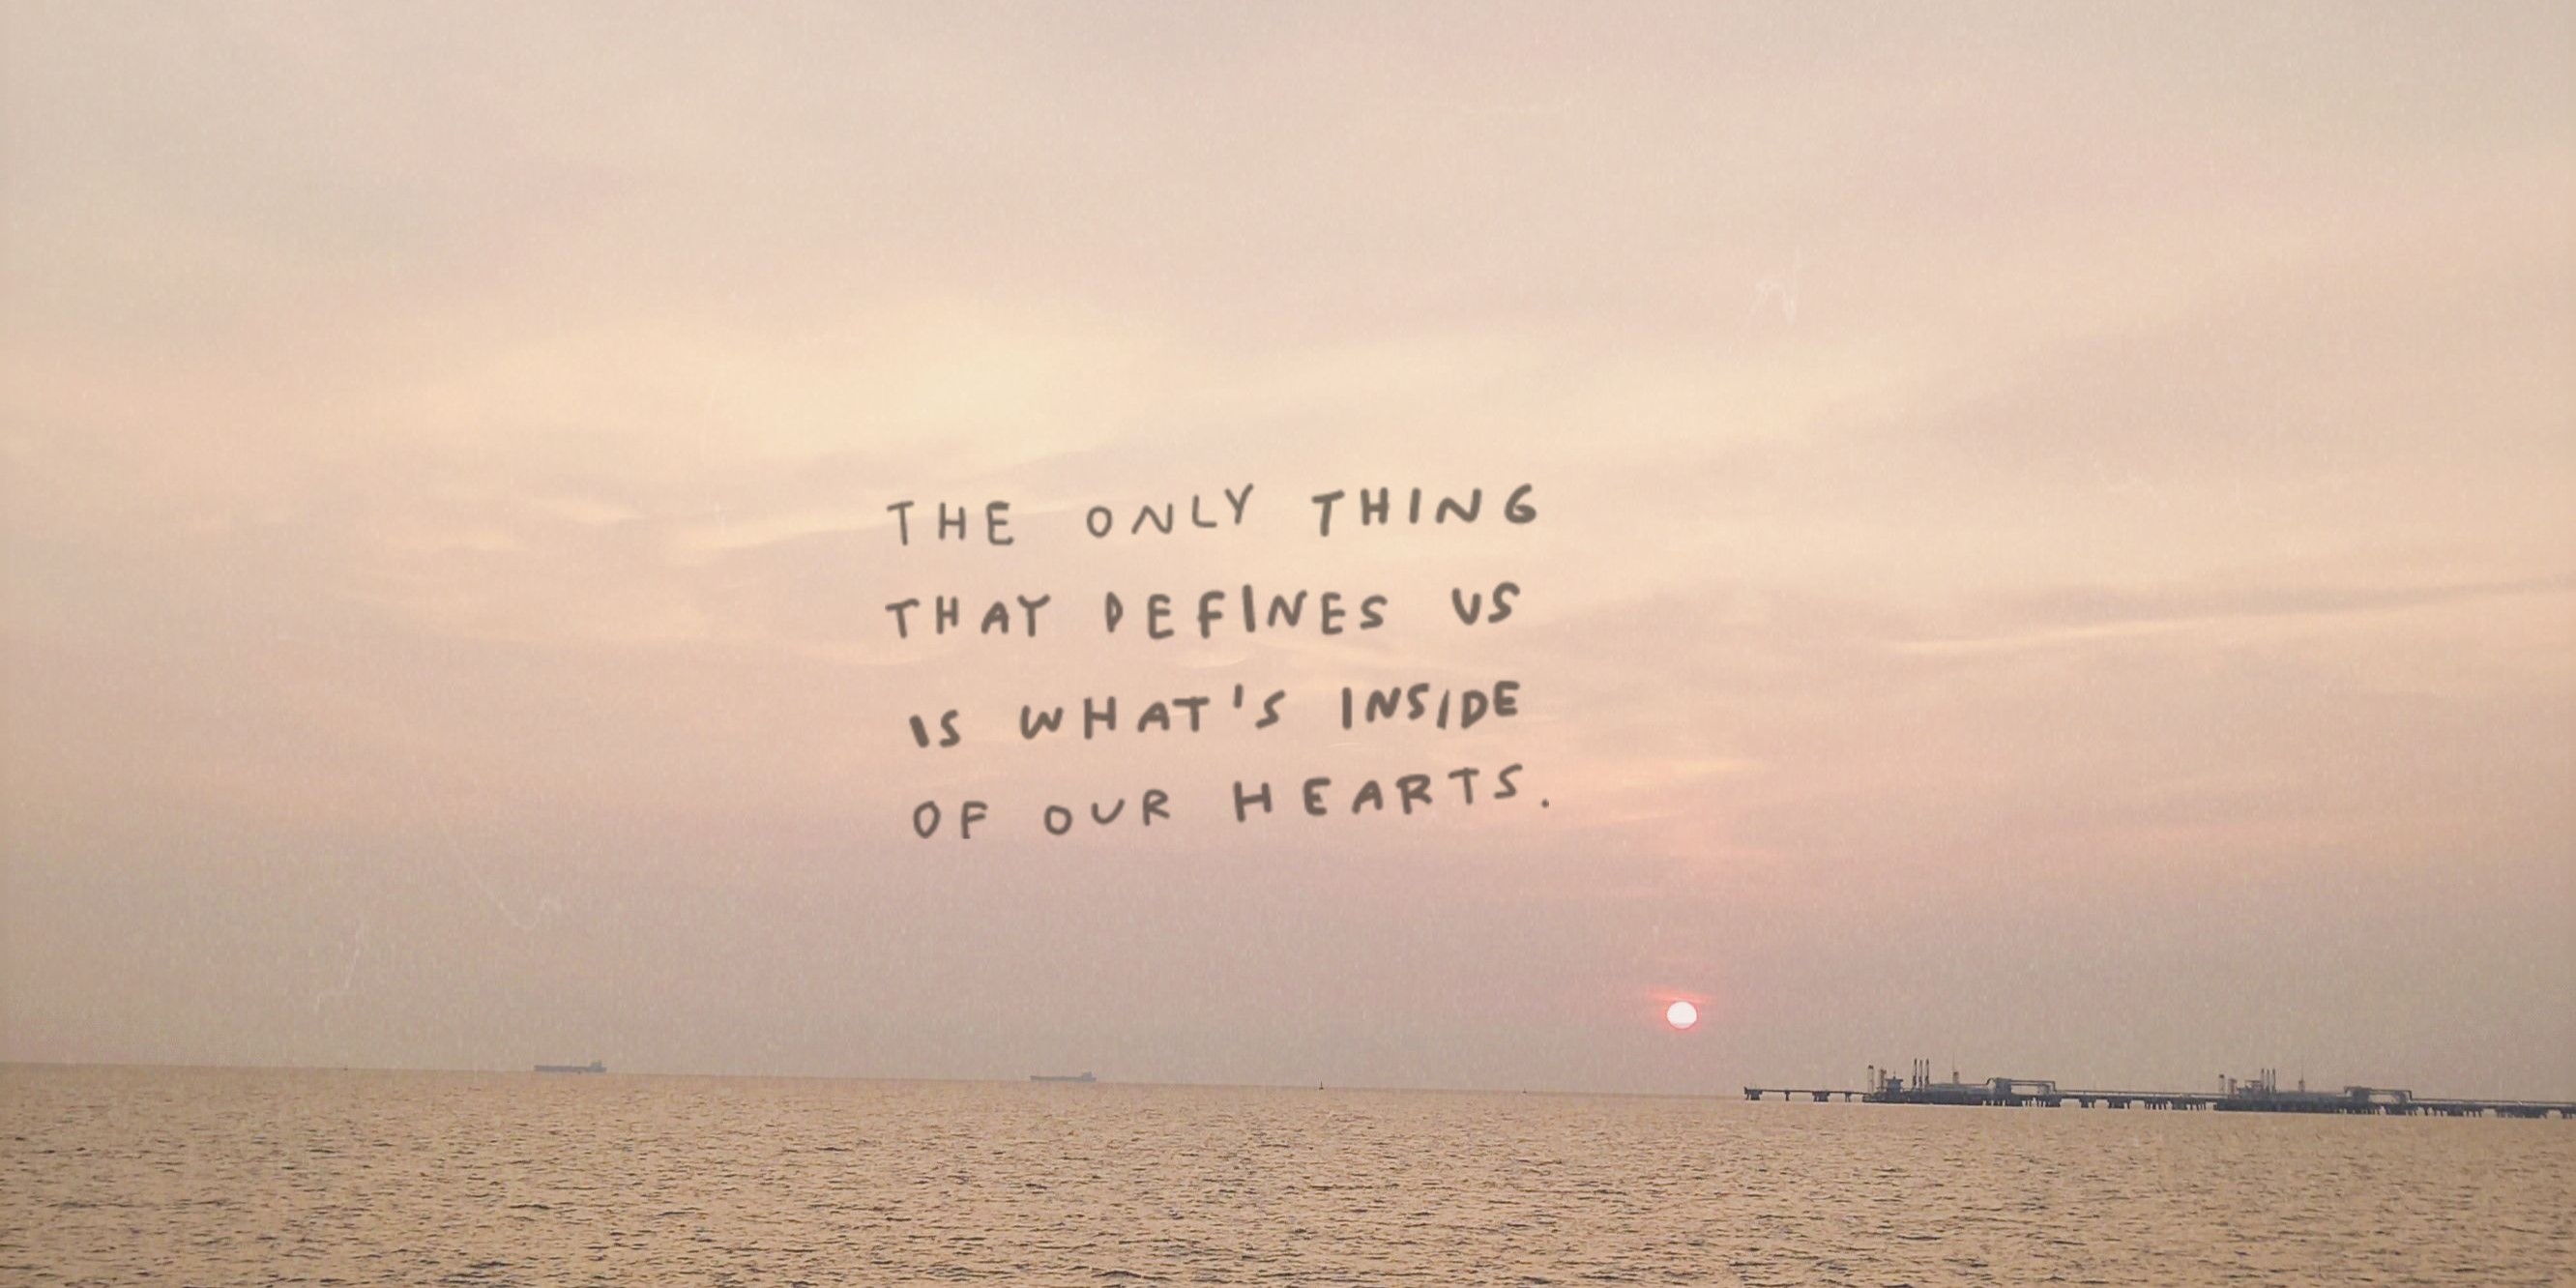 THE ONLY THING
THAT DEFINES US
IS WHAT'S INSIDE
OF OUR HEARTS.